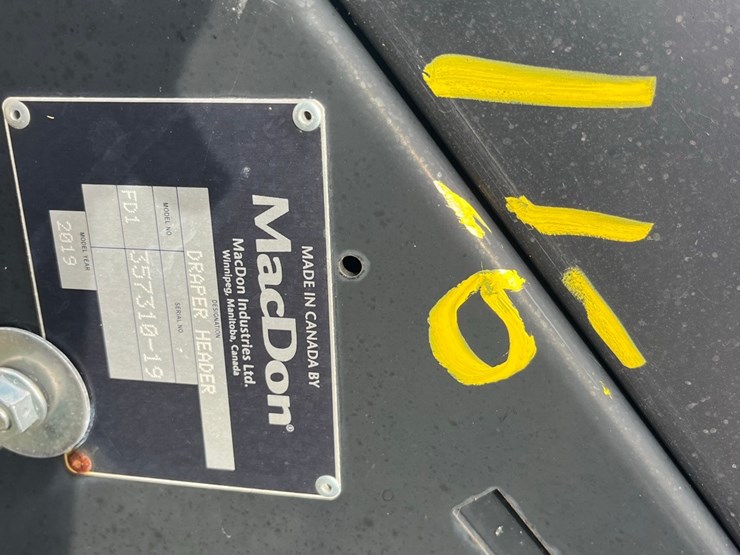 MADE IN CANADA BY
MacDon®
MacDon Industries Ltd.
Winnipeg, Manitoba, Canada
DESIGNATION
DRAPER HEADER
MODEL NO. SERIAL NO.
FD1 357310-19
MODEL YEAR
2019